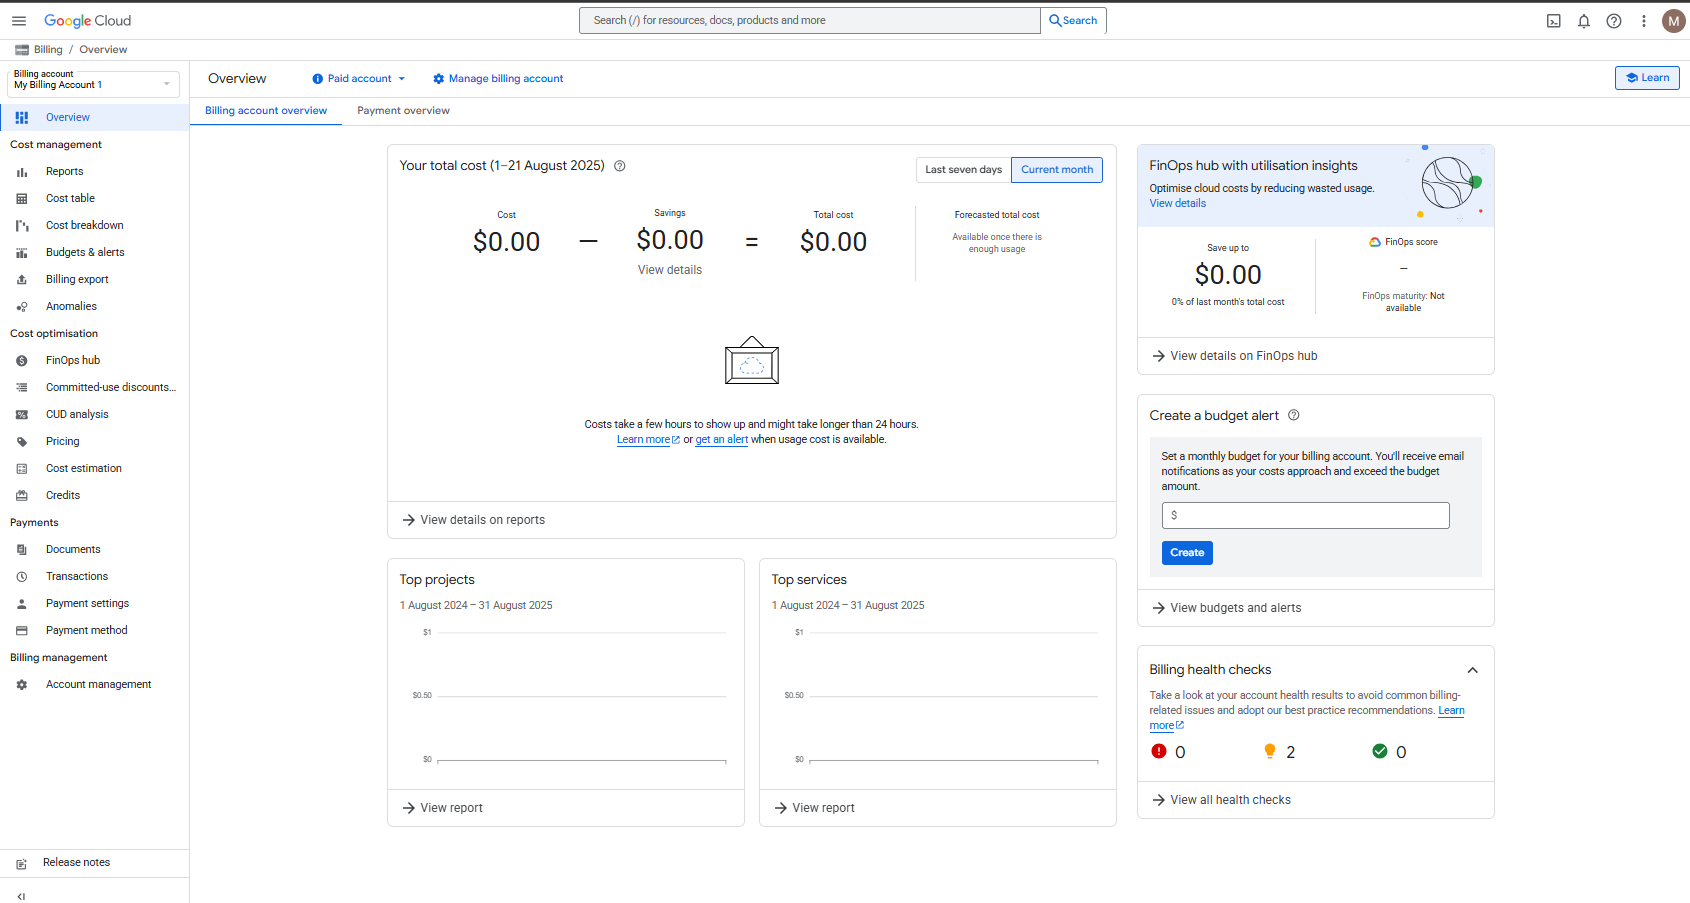 Google Cloud
Search (/) for resources, docs, products and more
Search
M
Billing / Overview
Billing account
My Billing Account 1
Overview
Cost management
Reports
Cost table
Cost breakdown
Budgets & alerts
Billing export
Anomalies
Cost optimisation
FinOps hub
Committed-use discounts...
CUD analysis
Pricing
Cost estimation
Credits
Payments
Documents
Transactions
Payment settings
Payment method
Billing management
Account management
Release notes
Overview
Paid account
Manage billing account
Learn
Billing account overview
Payment overview
Your total cost (1–21 August 2025)
Last seven days
Current month
Cost
$0.00
—
Savings
$0.00
View details
=
Total cost
$0.00
Forecasted total cost
Available once there is
enough usage
Costs take a few hours to show up and might take longer than 24 hours.
Learn more or get an alert when usage cost is available.
View details on reports
Top projects
1 August 2024 – 31 August 2025
$1
$0.50
$0
View report
Top services
1 August 2024 – 31 August 2025
$1
$0.50
$0
View report
FinOps hub with utilisation insights
Optimise cloud costs by reducing wasted usage.
View details
Save up to
$0.00
0% of last month's total cost
FinOps score
–
FinOps maturity: Not
available
View details on FinOps hub
Create a budget alert
Set a monthly budget for your billing account. You'll receive email
notifications as your costs approach and exceed the budget
amount.
$
Create
View budgets and alerts
Billing health checks
Take a look at your account health results to avoid common billing-
related issues and adopt our best practice recommendations. Learn
more
0
2
0
View all health checks